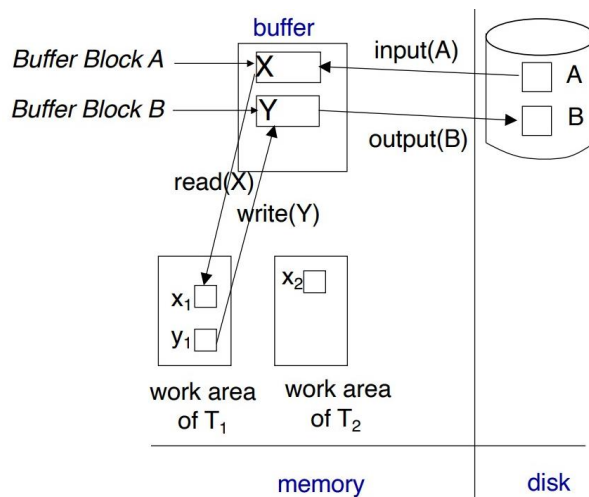 buffer
Buffer Block A
X
input(A)
A
Buffer Block B
Y
output(B)
B
read(X)
write(Y)
x₁
y₁
x₂
work area
of T₁
work area
of T₂
memory
disk